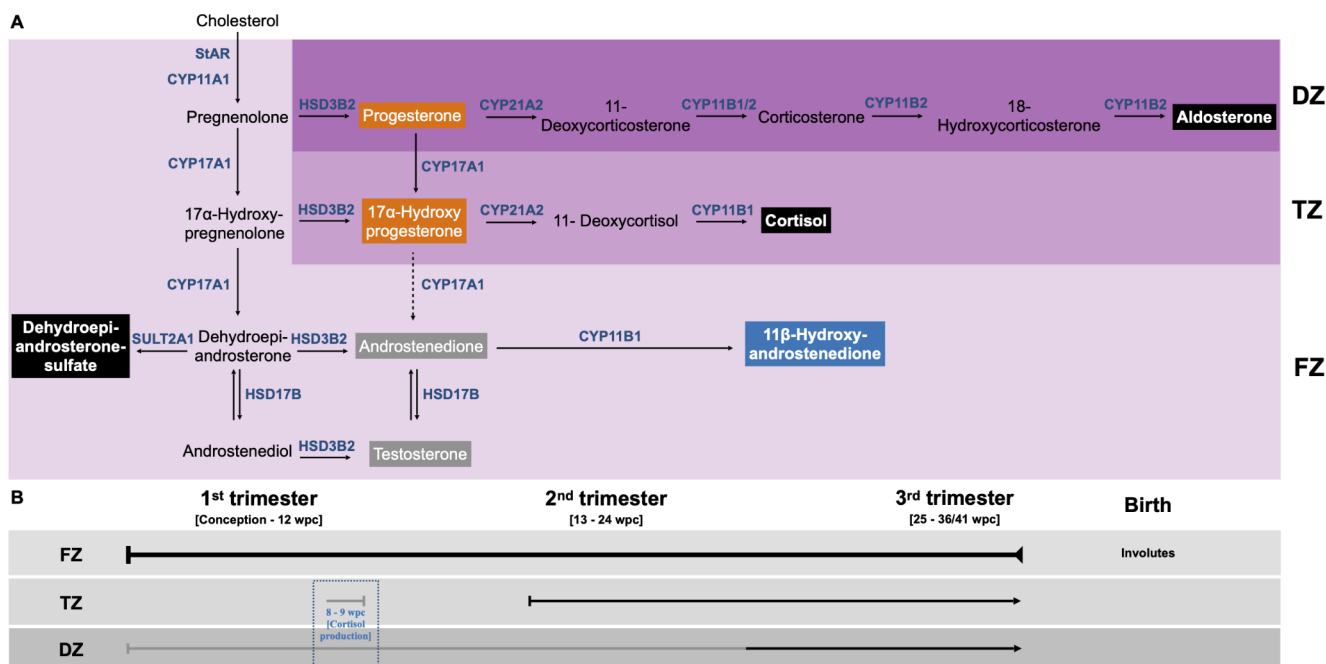 A
Cholesterol
StAR
CYP11A1
DZ
HSD3B2
CYP21A2
11-
CYP11B1/2
CYP11B2
18-
CYP11B2
Pregnenolone
Progesterone
Deoxycorticosterone
Corticosterone
Hydroxycorticosterone
Aldosterone
CYP17A1
CYP17A1
TZ
17α-Hydroxy-
pregnenolone
HSD3B2
17α-Hydroxy
progesterone
CYP21A2
11- Deoxycortisol
CYP11B1
Cortisol
CYP17A1
CYP17A1
FZ
Dehydroepi-
androsterone-
sulfate
SULT2A1
Dehydroepi-
androsterone
HSD3B2
Androstenedione
CYP11B1
11β-Hydroxy-
androstenedione
HSD17B
HSD17B
Androstenediol
HSD3B2
Testosterone
B
1st trimester
[Conception - 12 wpc]
2nd trimester
[13 - 24 wpc]
3rd trimester
[25 - 36/41 wpc]
Birth
FZ
Involutes
TZ
8 - 9 wpc
[Cortisol
production]
DZ